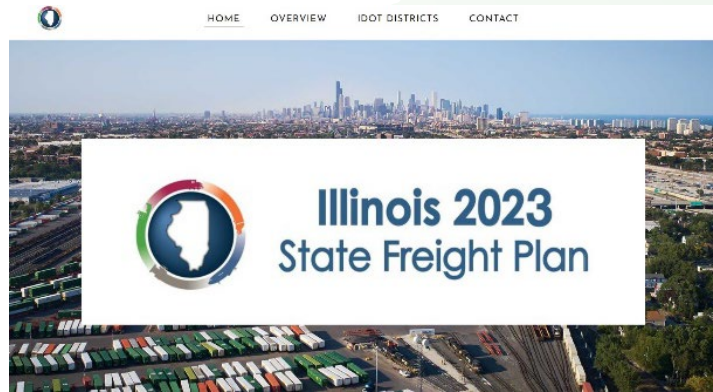 HOME OVERVIEW IDOT DISTRICTS CONTACT
Illinois 2023
State Freight Plan